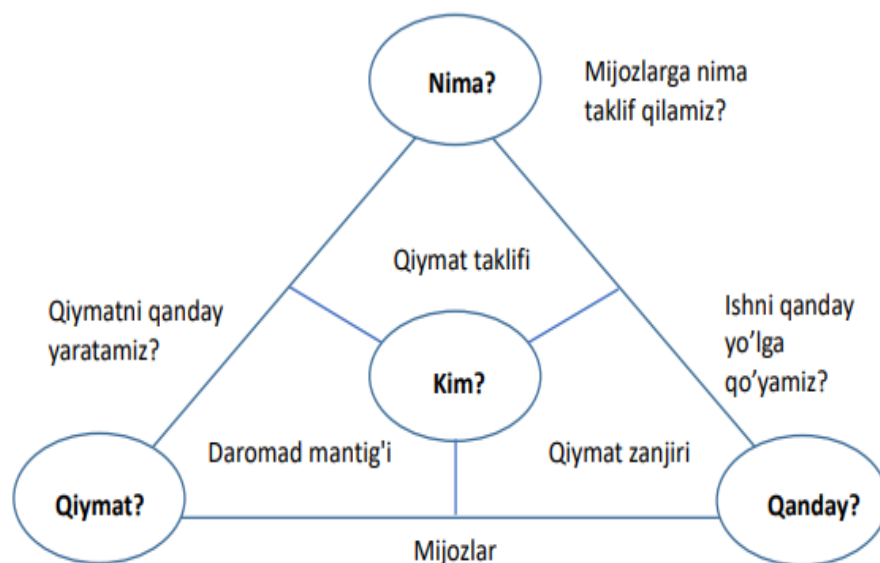 Nima?
Mijozlarga nima
taklif qilamiz?
Qiymat taklifi
Qiymatni qanday
yaratamiz?
Ishni qanday
yo’lga
qo’yamiz?
Kim?
Daromad mantig'i
Qiymat zanjiri
Qiymat?
Qanday?
Mijozlar